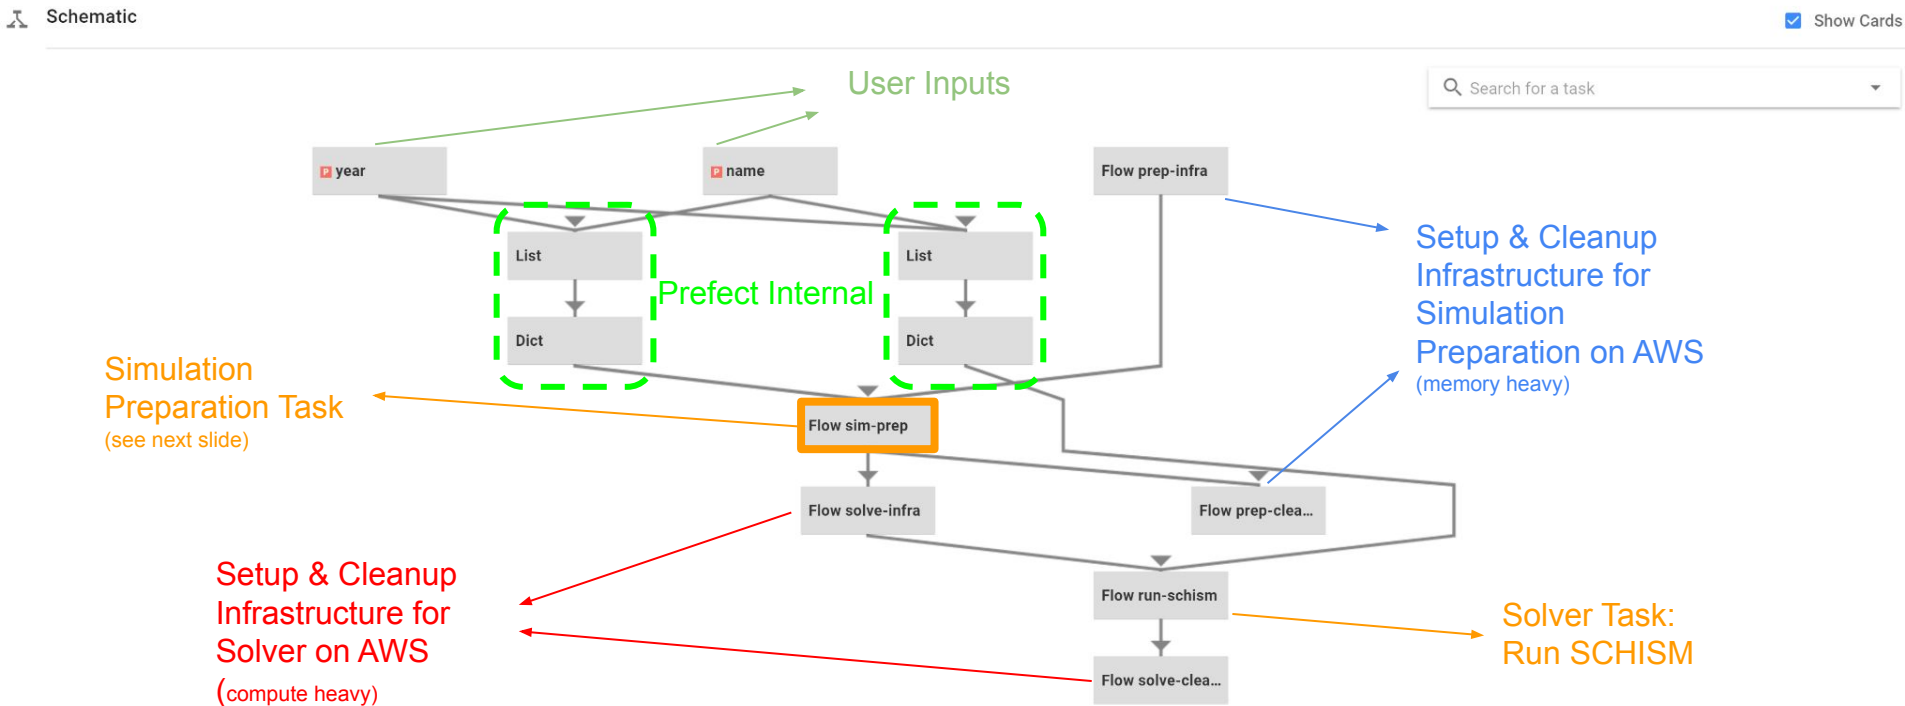 Schematic
Show Cards
User Inputs
Search for a task
P year
P name
Flow prep-infra
List
List
Prefect Internal
Dict
Dict
Setup & Cleanup
Infrastructure for
Simulation
Preparation on AWS
(memory heavy)
Simulation
Preparation Task
(see next slide)
Flow sim-prep
Flow solve-infra
Flow prep-clea...
Setup & Cleanup
Infrastructure for
Solver on AWS
(compute heavy)
Flow run-schism
Solver Task:
Run SCHISM
Flow solve-clea...